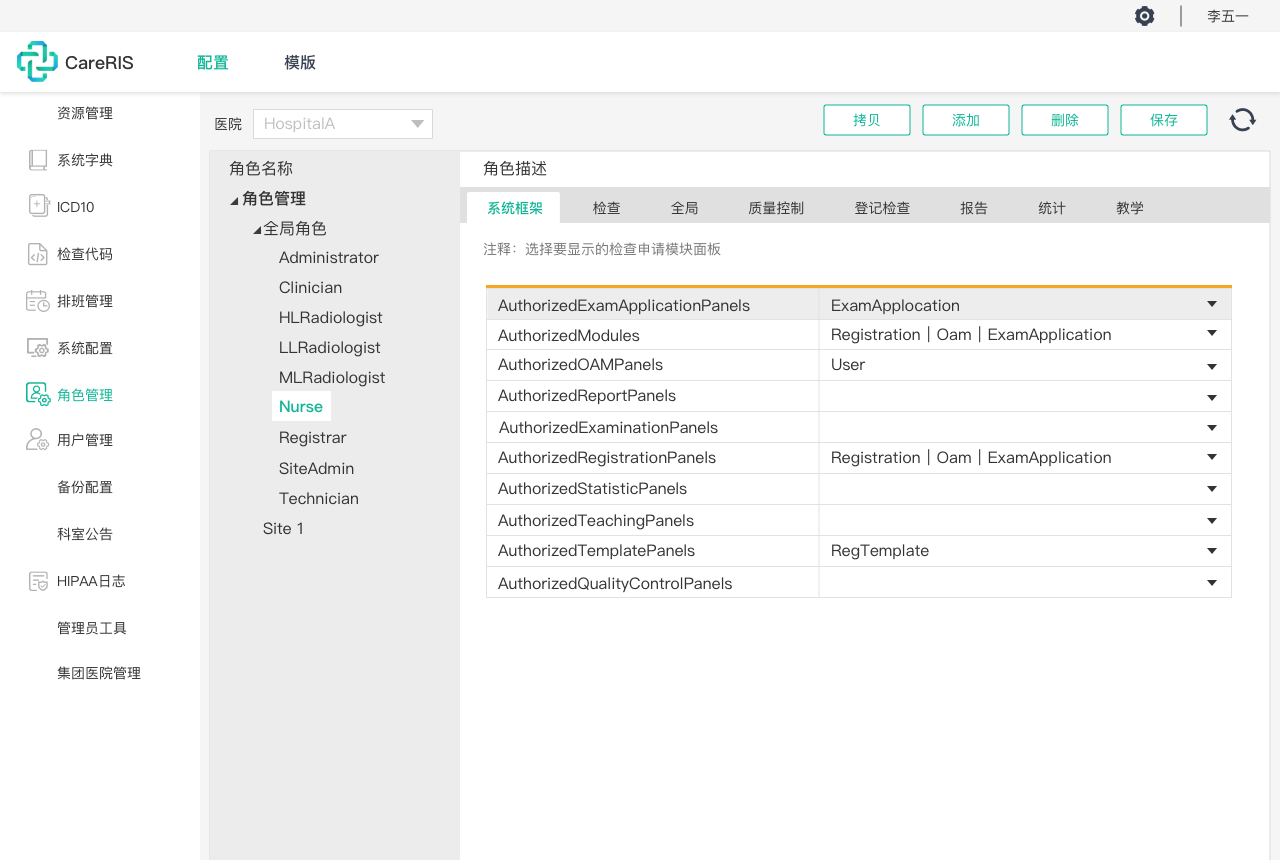 李五一
CareRIS 配置 模版
资源管理
系统字典
ICD10
检查代码
排班管理
系统配置
角色管理
用户管理
备份配置
科室公告
HIPAA日志
管理员工具
集团医院管理
医院 HospitalA 拷贝 添加 删除 保存
角色名称
角色管理
全局角色
Administrator
Clinician
HLRadiologist
LLRadiologist
MLRadiologist
Nurse
Registrar
SiteAdmin
Technician
Site 1
角色描述
系统框架 检查 全局 质量控制 登记检查 报告 统计 教学
注释：选择要显示的检查申请模块面板
AuthorizedExamApplicationPanels ExamApplocation
AuthorizedModules Registration | Oam | ExamApplication
AuthorizedOAMPanels User
AuthorizedReportPanels
AuthorizedExaminationPanels
AuthorizedRegistrationPanels Registration | Oam | ExamApplication
AuthorizedStatisticPanels
AuthorizedTeachingPanels
AuthorizedTemplatePanels RegTemplate
AuthorizedQualityControlPanels